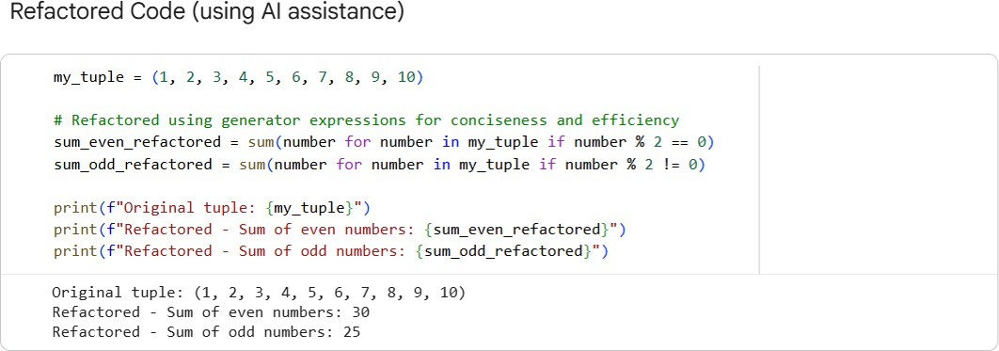 Refactored Code (using AI assistance)
my_tuple = (1, 2, 3, 4, 5, 6, 7, 8, 9, 10)
# Refactored using generator expressions for conciseness and efficiency
sum_even_refactored = sum(number for number in my_tuple if number % 2 == 0)
sum_odd_refactored = sum(number for number in my_tuple if number % 2 != 0)
print(f"Original tuple: {my_tuple}")
print(f"Refactored - Sum of even numbers: {sum_even_refactored}")
print(f"Refactored - Sum of odd numbers: {sum_odd_refactored}")
Original tuple: (1, 2, 3, 4, 5, 6, 7, 8, 9, 10)
Refactored - Sum of even numbers: 30
Refactored - Sum of odd numbers: 25